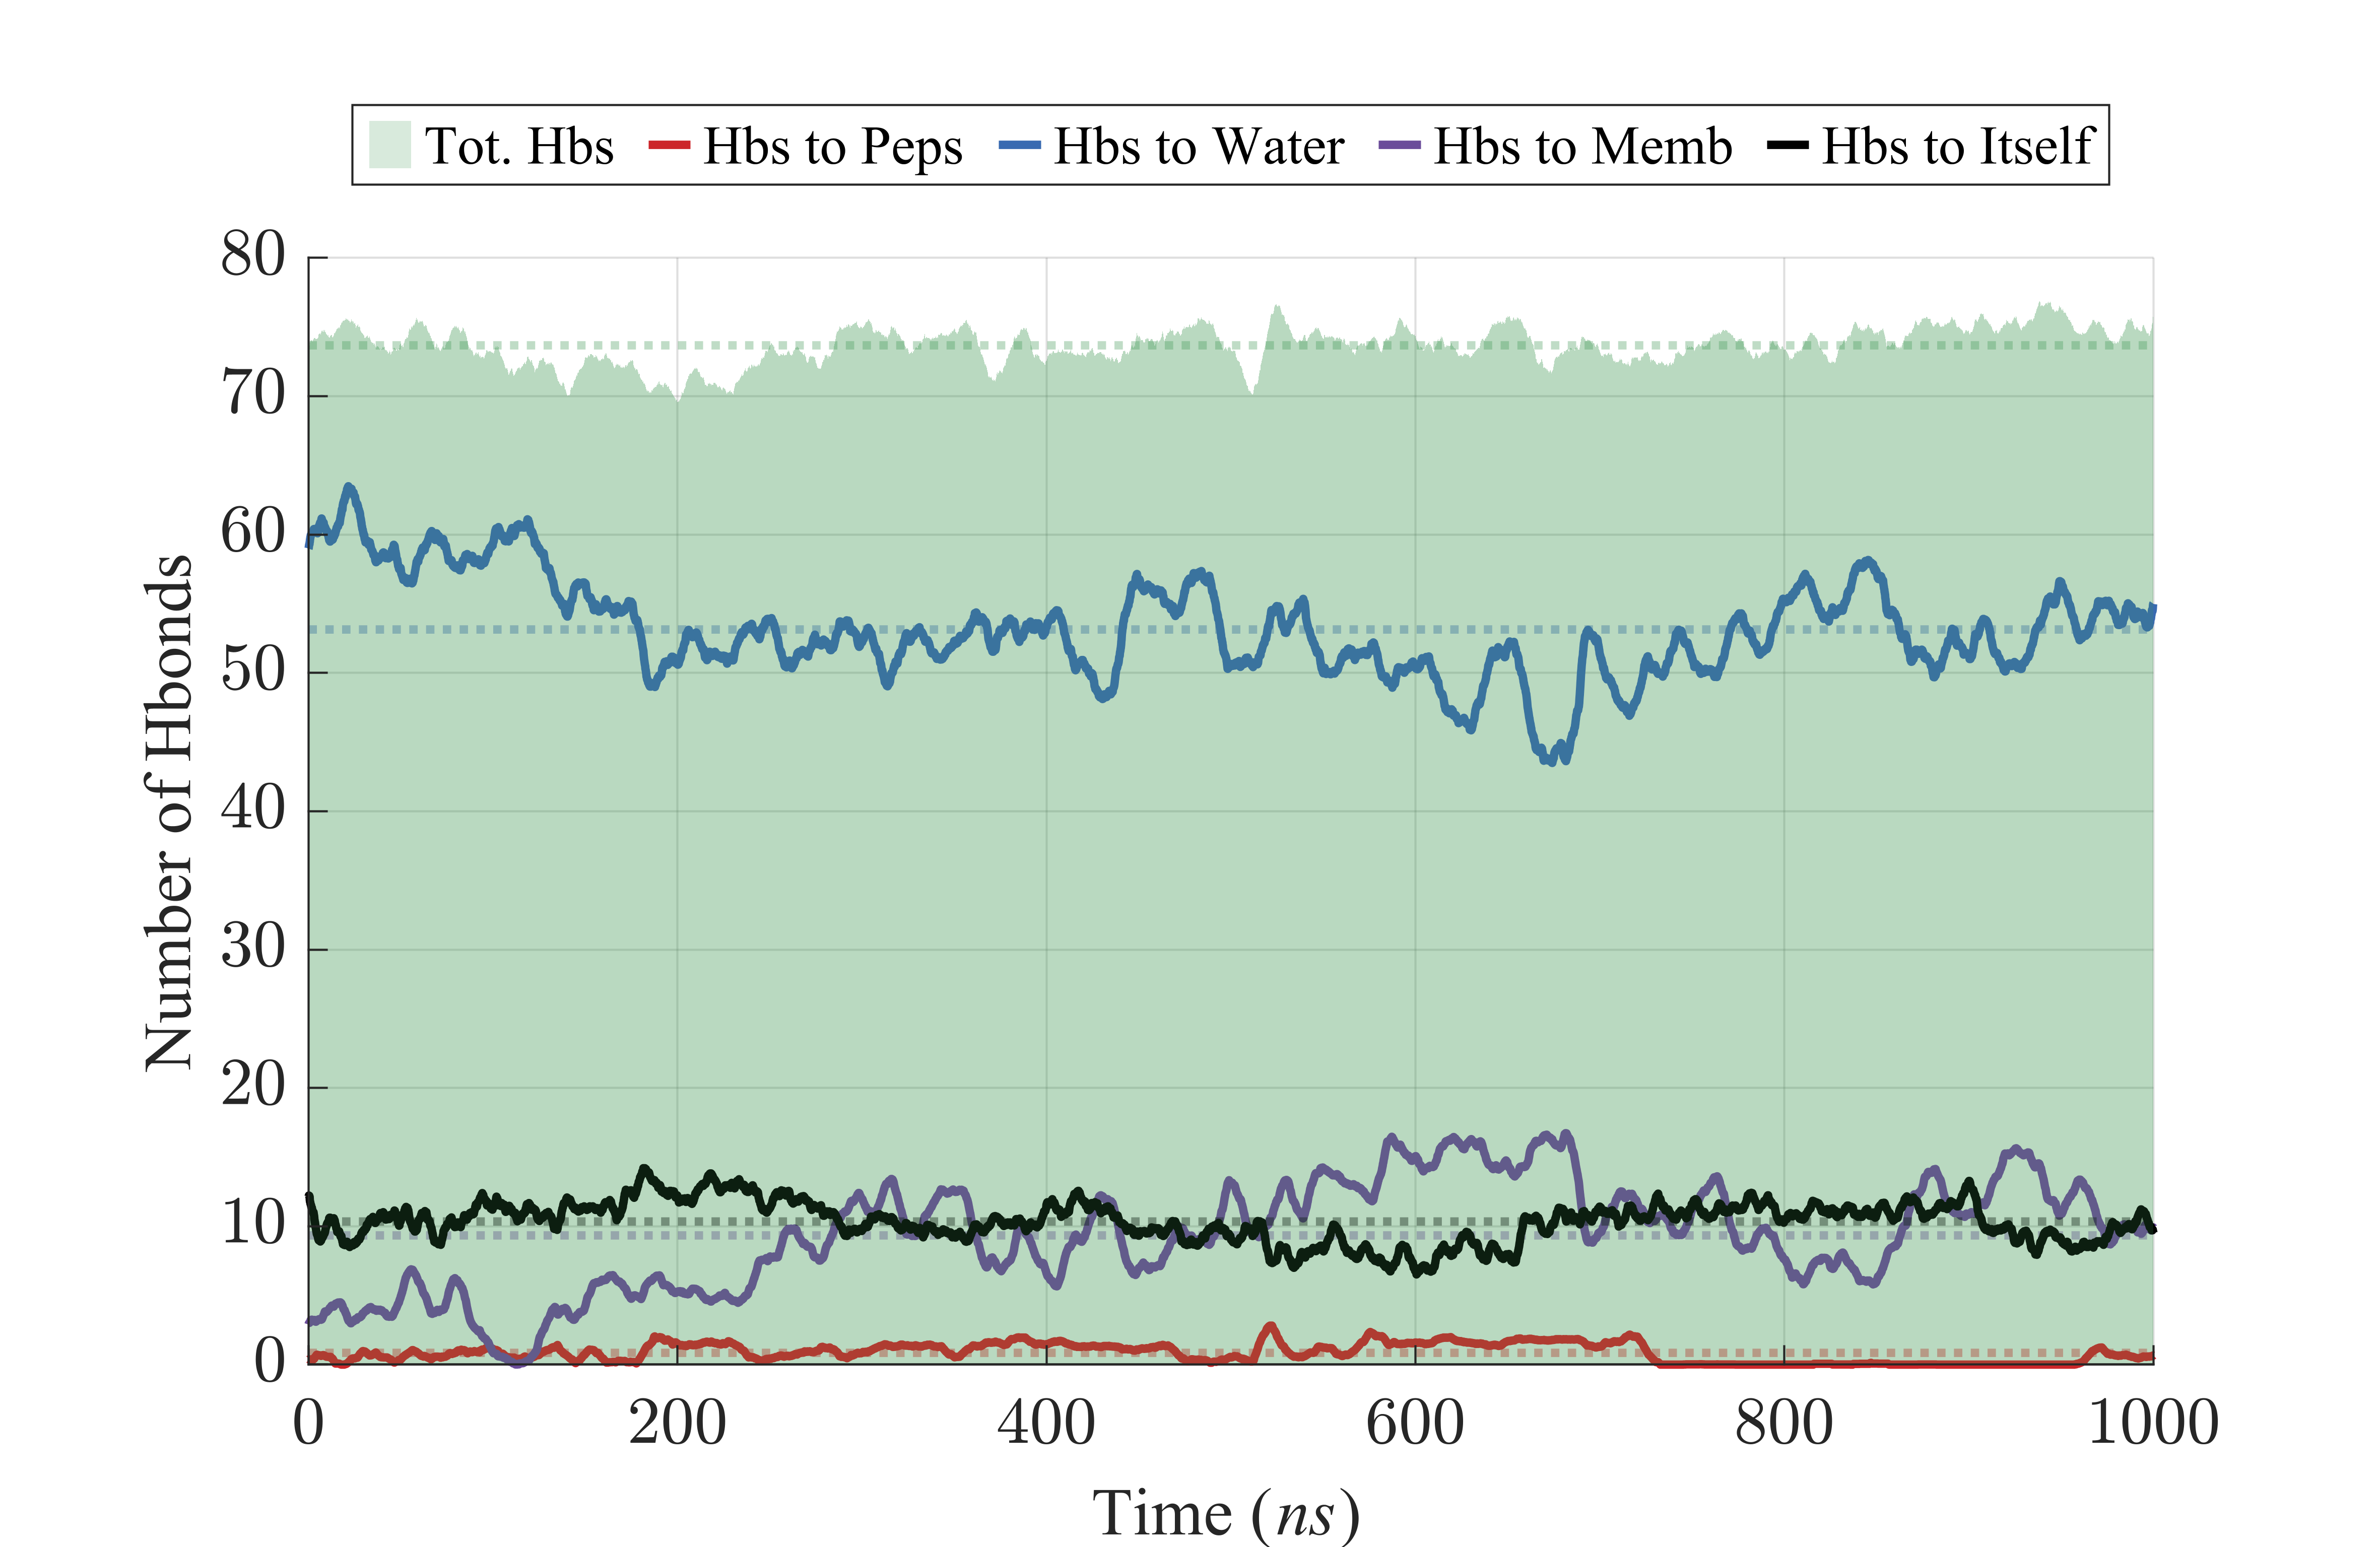 Tot. Hbs Hbs to Peps Hbs to Water Hbs to Memb Hbs to Itself
80
70
60
50
40
30
20
10
0
Number of Hbonds
0 200 400 600 800 1000
Time (ns)